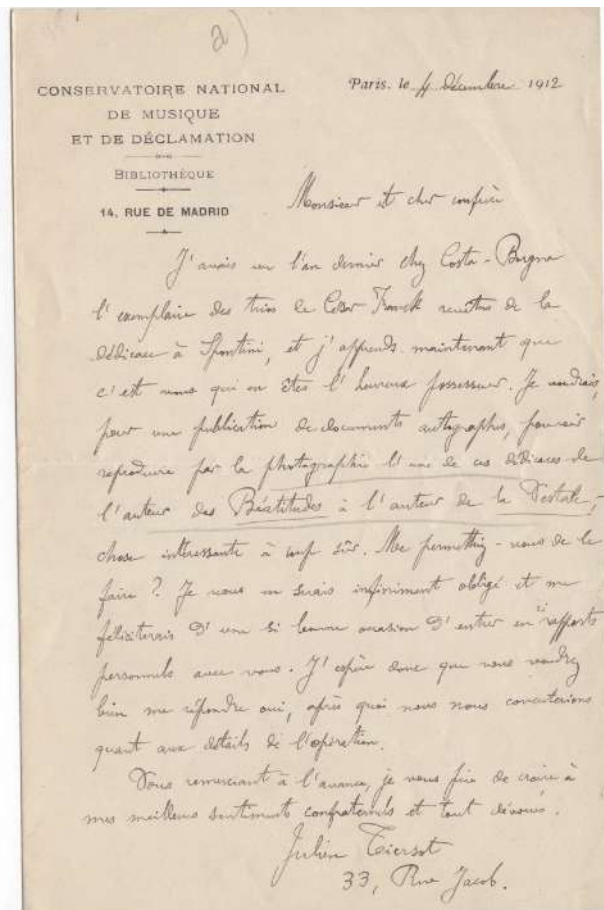 a)
CONSERVATOIRE NATIONAL
DE MUSIQUE
ET DE DÉCLAMATION
BIBLIOTHÈQUE
14, RUE DE MADRID
Paris, le 4 décembre 1912
Monsieur et cher confrère
J'avais vu l'an dernier chez Costa-Borgna
l'exemplaire des trios de César Franck revêtus de la
dédicace à Spontini, et j'apprends maintenant que
c'est vous qui en êtes l'heureux possesseur. Je voudrais,
pour une publication de documents autographes, pouvoir
reproduire par la photographie l'une de ces dédicaces de
l'auteur des Béatitudes à l'auteur de la Vestale, -
chose intéressante à coup sûr. Me permettez-vous de le
faire ? Je vous en serais infiniment obligé et me
féliciterais d'une si bonne occasion d'entrer en rapports
personnels avec vous. J'espère donc que vous voudrez
bien me répondre oui, après quoi nous nous concerterions
quant aux détails de l'opération.
Vous remerciant à l'avance, je vous prie de croire à
mes meilleurs sentiments confraternels et tout dévoués.
Julien Tiersot
33, Rue Jacob.